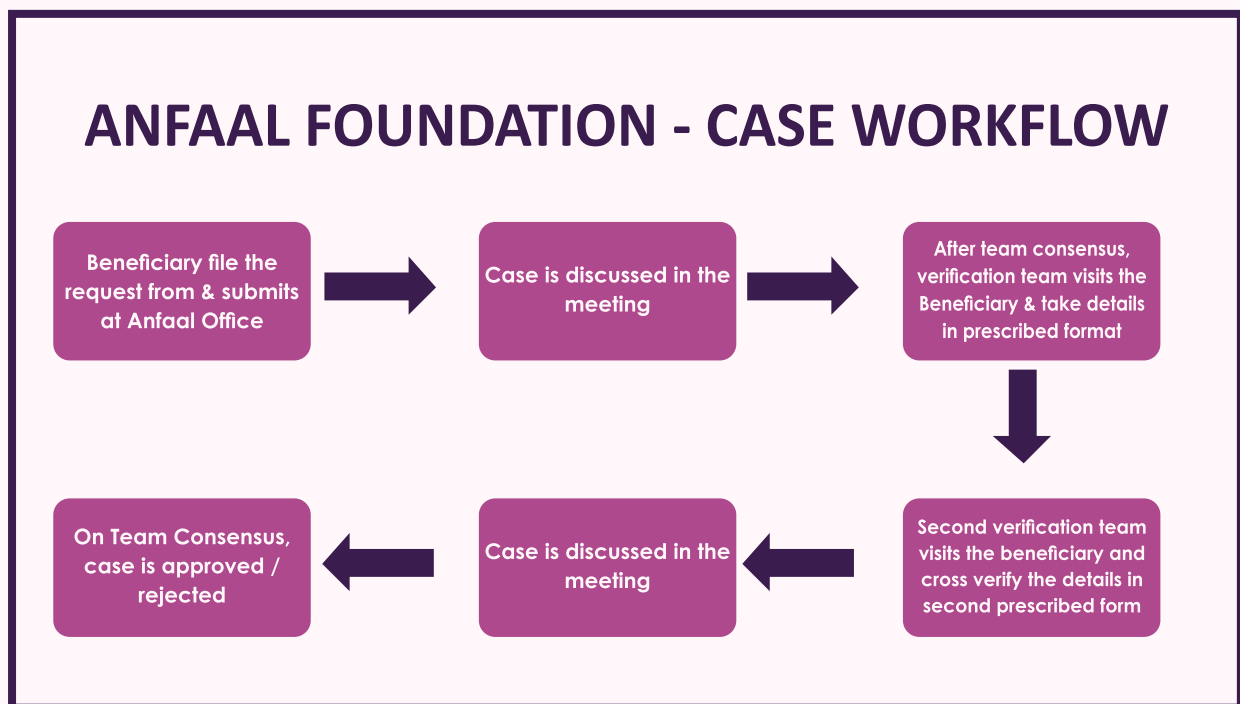 ANFAAL FOUNDATION - CASE WORKFLOW
Beneficiary file the
request from & submits
at Anfaal Office
Case is discussed in the
meeting
After team consensus,
verification team visits the
Beneficiary & take details
in prescribed format
Second verification team
visits the beneficiary and
cross verify the details in
second prescribed form
Case is discussed in the
meeting
On Team Consensus,
case is approved /
rejected